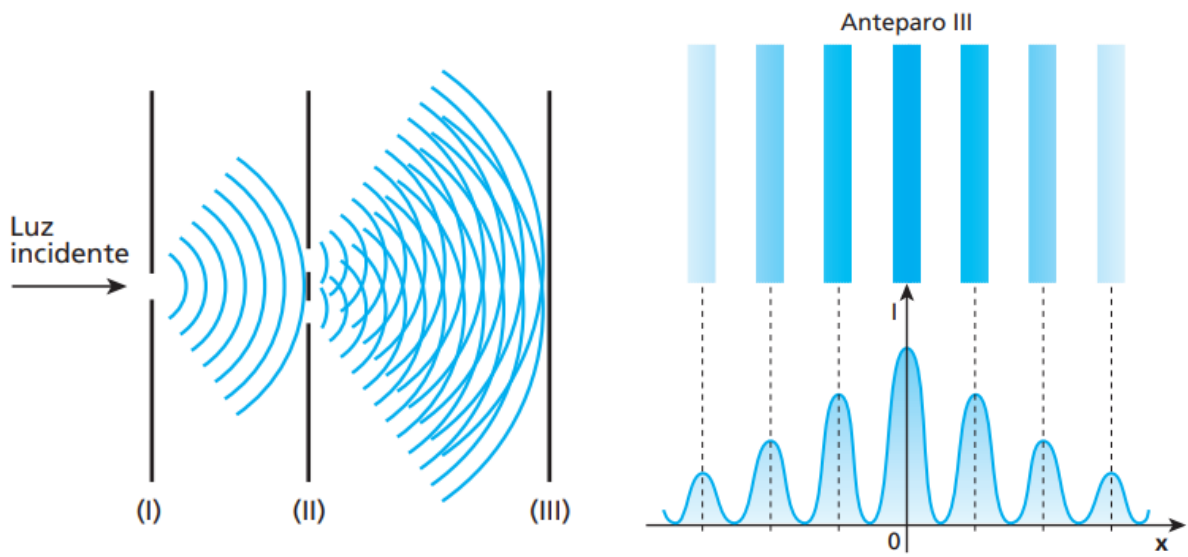 Luz
incidente
(I)
(II)
(III)
Anteparo III
I
0
x